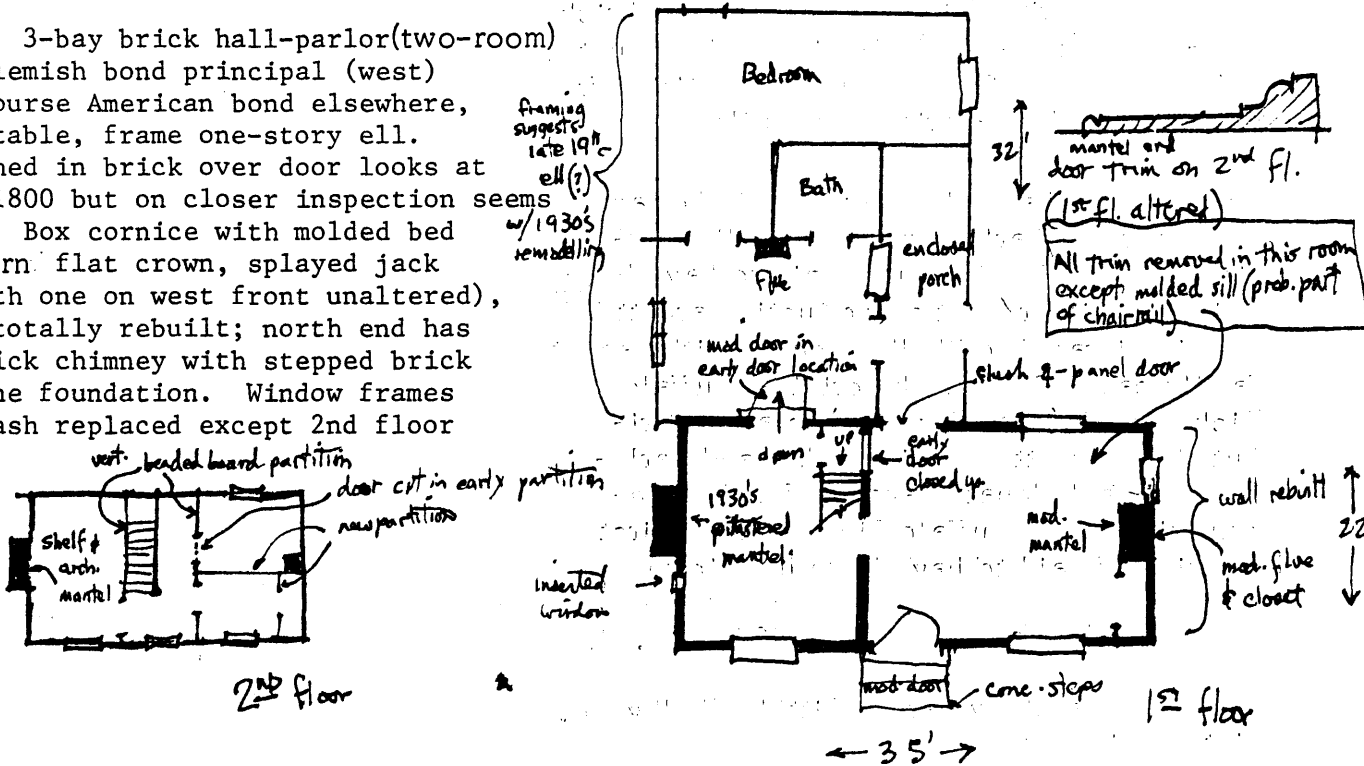 3-bay brick hall-parlor(two-room)
lemish bond principal (west)
ourse American bond elsewhere,
table, frame one-story ell.
ned in brick over door looks at
1800 but on closer inspection seems
Box cornice with molded bed
rn flat crown, splayed jack
th one on west front unaltered),
totally rebuilt; north end has
ick chimney with stepped brick
ne foundation. Window frames
ash replaced except 2nd floor
framing
suggests
late 19th c
ell (?)
w/ 1930's
remodelling
Bedroom
Bath
Flue
enclosed
porch
32'
mantel and
door trim on 2nd fl.
(1st fl. altered)
All trim removed in this room
except molded sill (prob. part
of chairrail)
mod door in
early door location
flush 8-panel door
down
up
early
door
closed up
1930's
pilastered
mantel
inserted
window
mod.
mantel
wall rebuilt
22
mod. flue
& closet
mod. door
conc. steps
1st floor
35'
vert. beaded board partition
door cut in early partition
new partition
shelf &
arch.
mantel
2nd floor